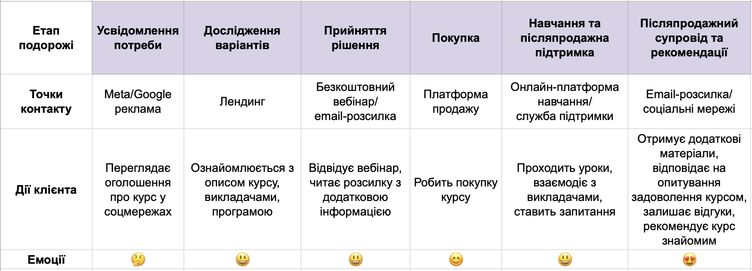 Етап
подорожі
Усвідомлення
потреби
Дослідження
варіантів
Прийняття
рішення
Покупка
Навчання та
післяпродажна
підтримка
Післяпродажний
супровід та
рекомендації
Точки
контакту
Meta/Google
реклама
Лендинг
Безкоштовний
вебінар/
email-розсилка
Платформа
продажу
Онлайн-платформа
навчання/
служба підтримки
Email-розсилка/
соціальні мережі
Дії клієнта
Переглядає
оголошення
про курс у
соцмережах
Ознайомлюється з
описом курсу,
викладачами,
програмою
Відвідує вебінар,
читає розсилку з
додатковою
інформацією
Робить покупку
курсу
Проходить уроки,
взаємодіє з
викладачами,
ставить запитання
Отримує додаткові
матеріали,
відповідає на
опитування
задоволення курсом,
залишає відгуки,
рекомендує курс
знайомим
Емоції